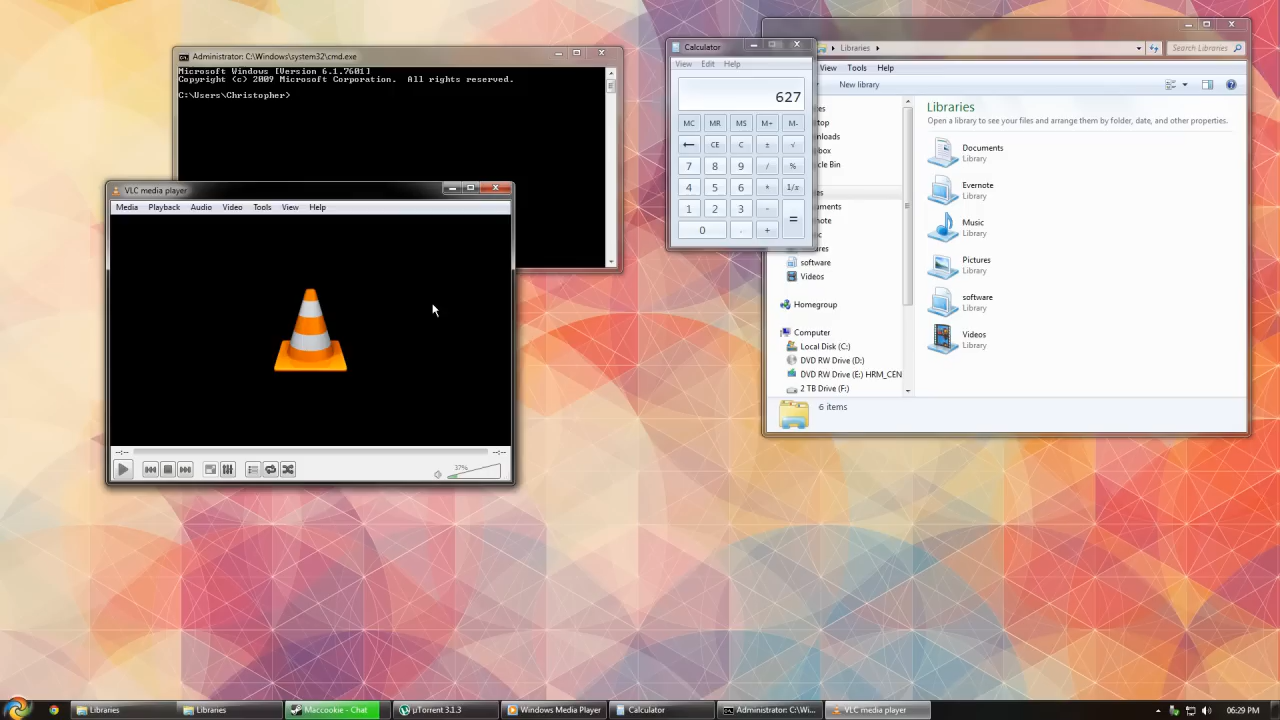 Administrator: C:\Windows\system32\cmd.exe
Microsoft Windows [Version 6.1.7601]
Copyright (c) 2009 Microsoft Corporation.  All rights reserved.
C:\Users\Christopher>
VLC media player
Media Playback Audio Video Tools View Help
--:-- --:--
37%
Calculator
View Edit Help
627
MC MR MS M+ M-
← CE C ± √
7 8 9 / %
4 5 6 * 1/x
1 2 3 - =
0 . +
Libraries
Search Libraries
View Tools Help
New library
software
Videos
Homegroup
Computer
Local Disk (C:)
DVD RW Drive (D:)
DVD RW Drive (E:) HRM_CEN
2 TB Drive (F:)
Libraries
Open a library to see your files and arrange them by folder, date, and other properties.
Documents
Library
Evernote
Library
Music
Library
Pictures
Library
software
Library
Videos
Library
6 items
Libraries
Libraries
Maccookie - Chat
µTorrent 3.1.3
Windows Media Player
Calculator
Administrator: C:\Wi...
VLC media player
06:29 PM